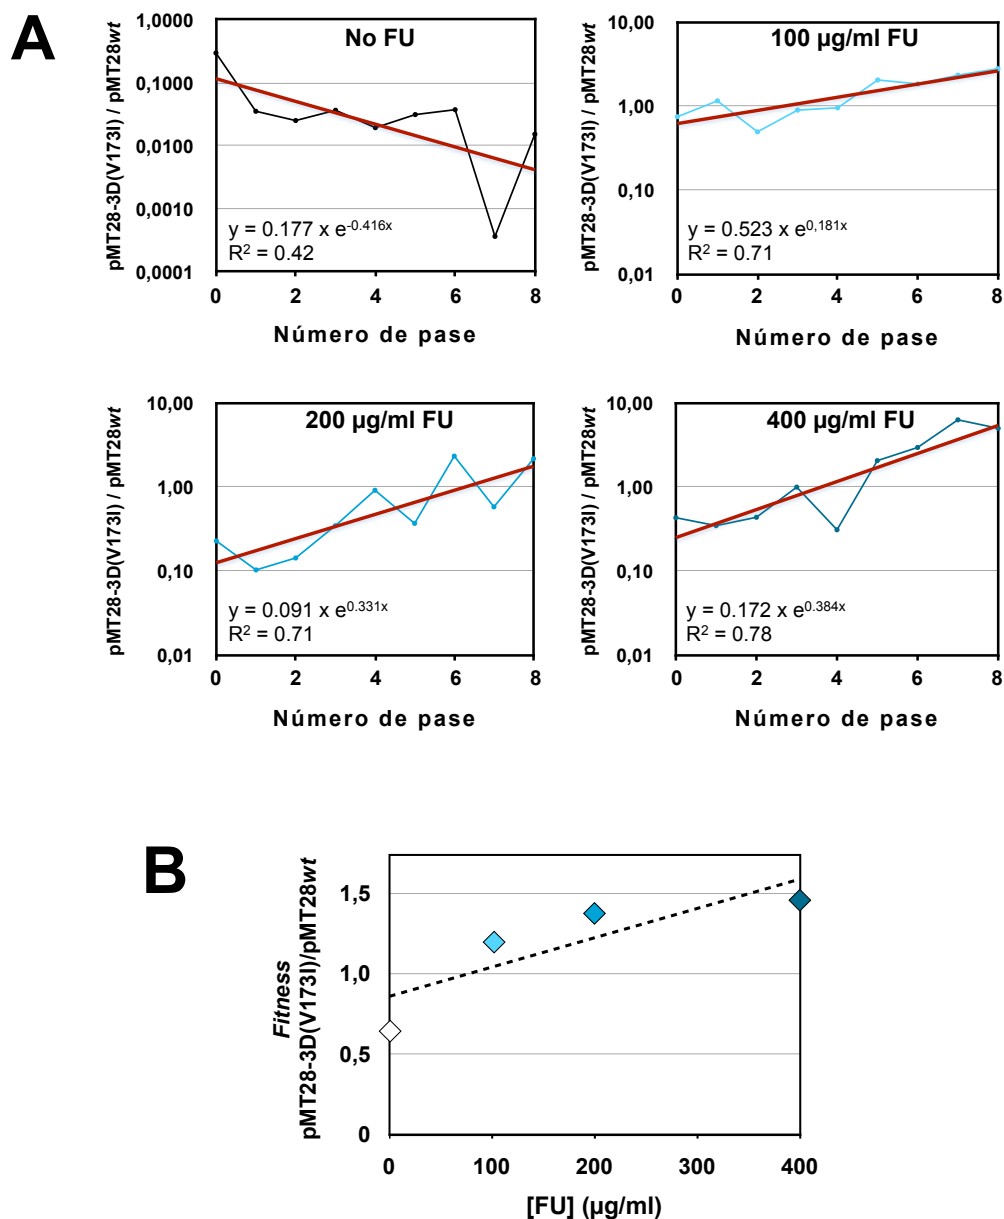 A
No FU
pMT28-3D(V173I) / pMT28wt
1,0000
0,1000
0,0100
0,0010
0,0001
y = 0.177 x e^-0.416x
R² = 0.42
0 2 4 6 8
Número de pase
100 µg/ml FU
pMT28-3D(V173I) / pMT28wt
10,00
1,00
0,10
0,01
y = 0.523 x e^0,181x
R² = 0.71
0 2 4 6 8
Número de pase
200 µg/ml FU
pMT28-3D(V173I) / pMT28wt
10,00
1,00
0,10
0,01
y = 0.091 x e^0.331x
R² = 0.71
0 2 4 6 8
Número de pase
400 µg/ml FU
pMT28-3D(V173I) / pMT28wt
10,00
1,00
0,10
0,01
y = 0.172 x e^0.384x
R² = 0.78
0 2 4 6 8
Número de pase
B
Fitness
pMT28-3D(V173I)/pMT28wt
1,5
1,0
0,5
0
0 100 200 300 400
[FU] (µg/ml)